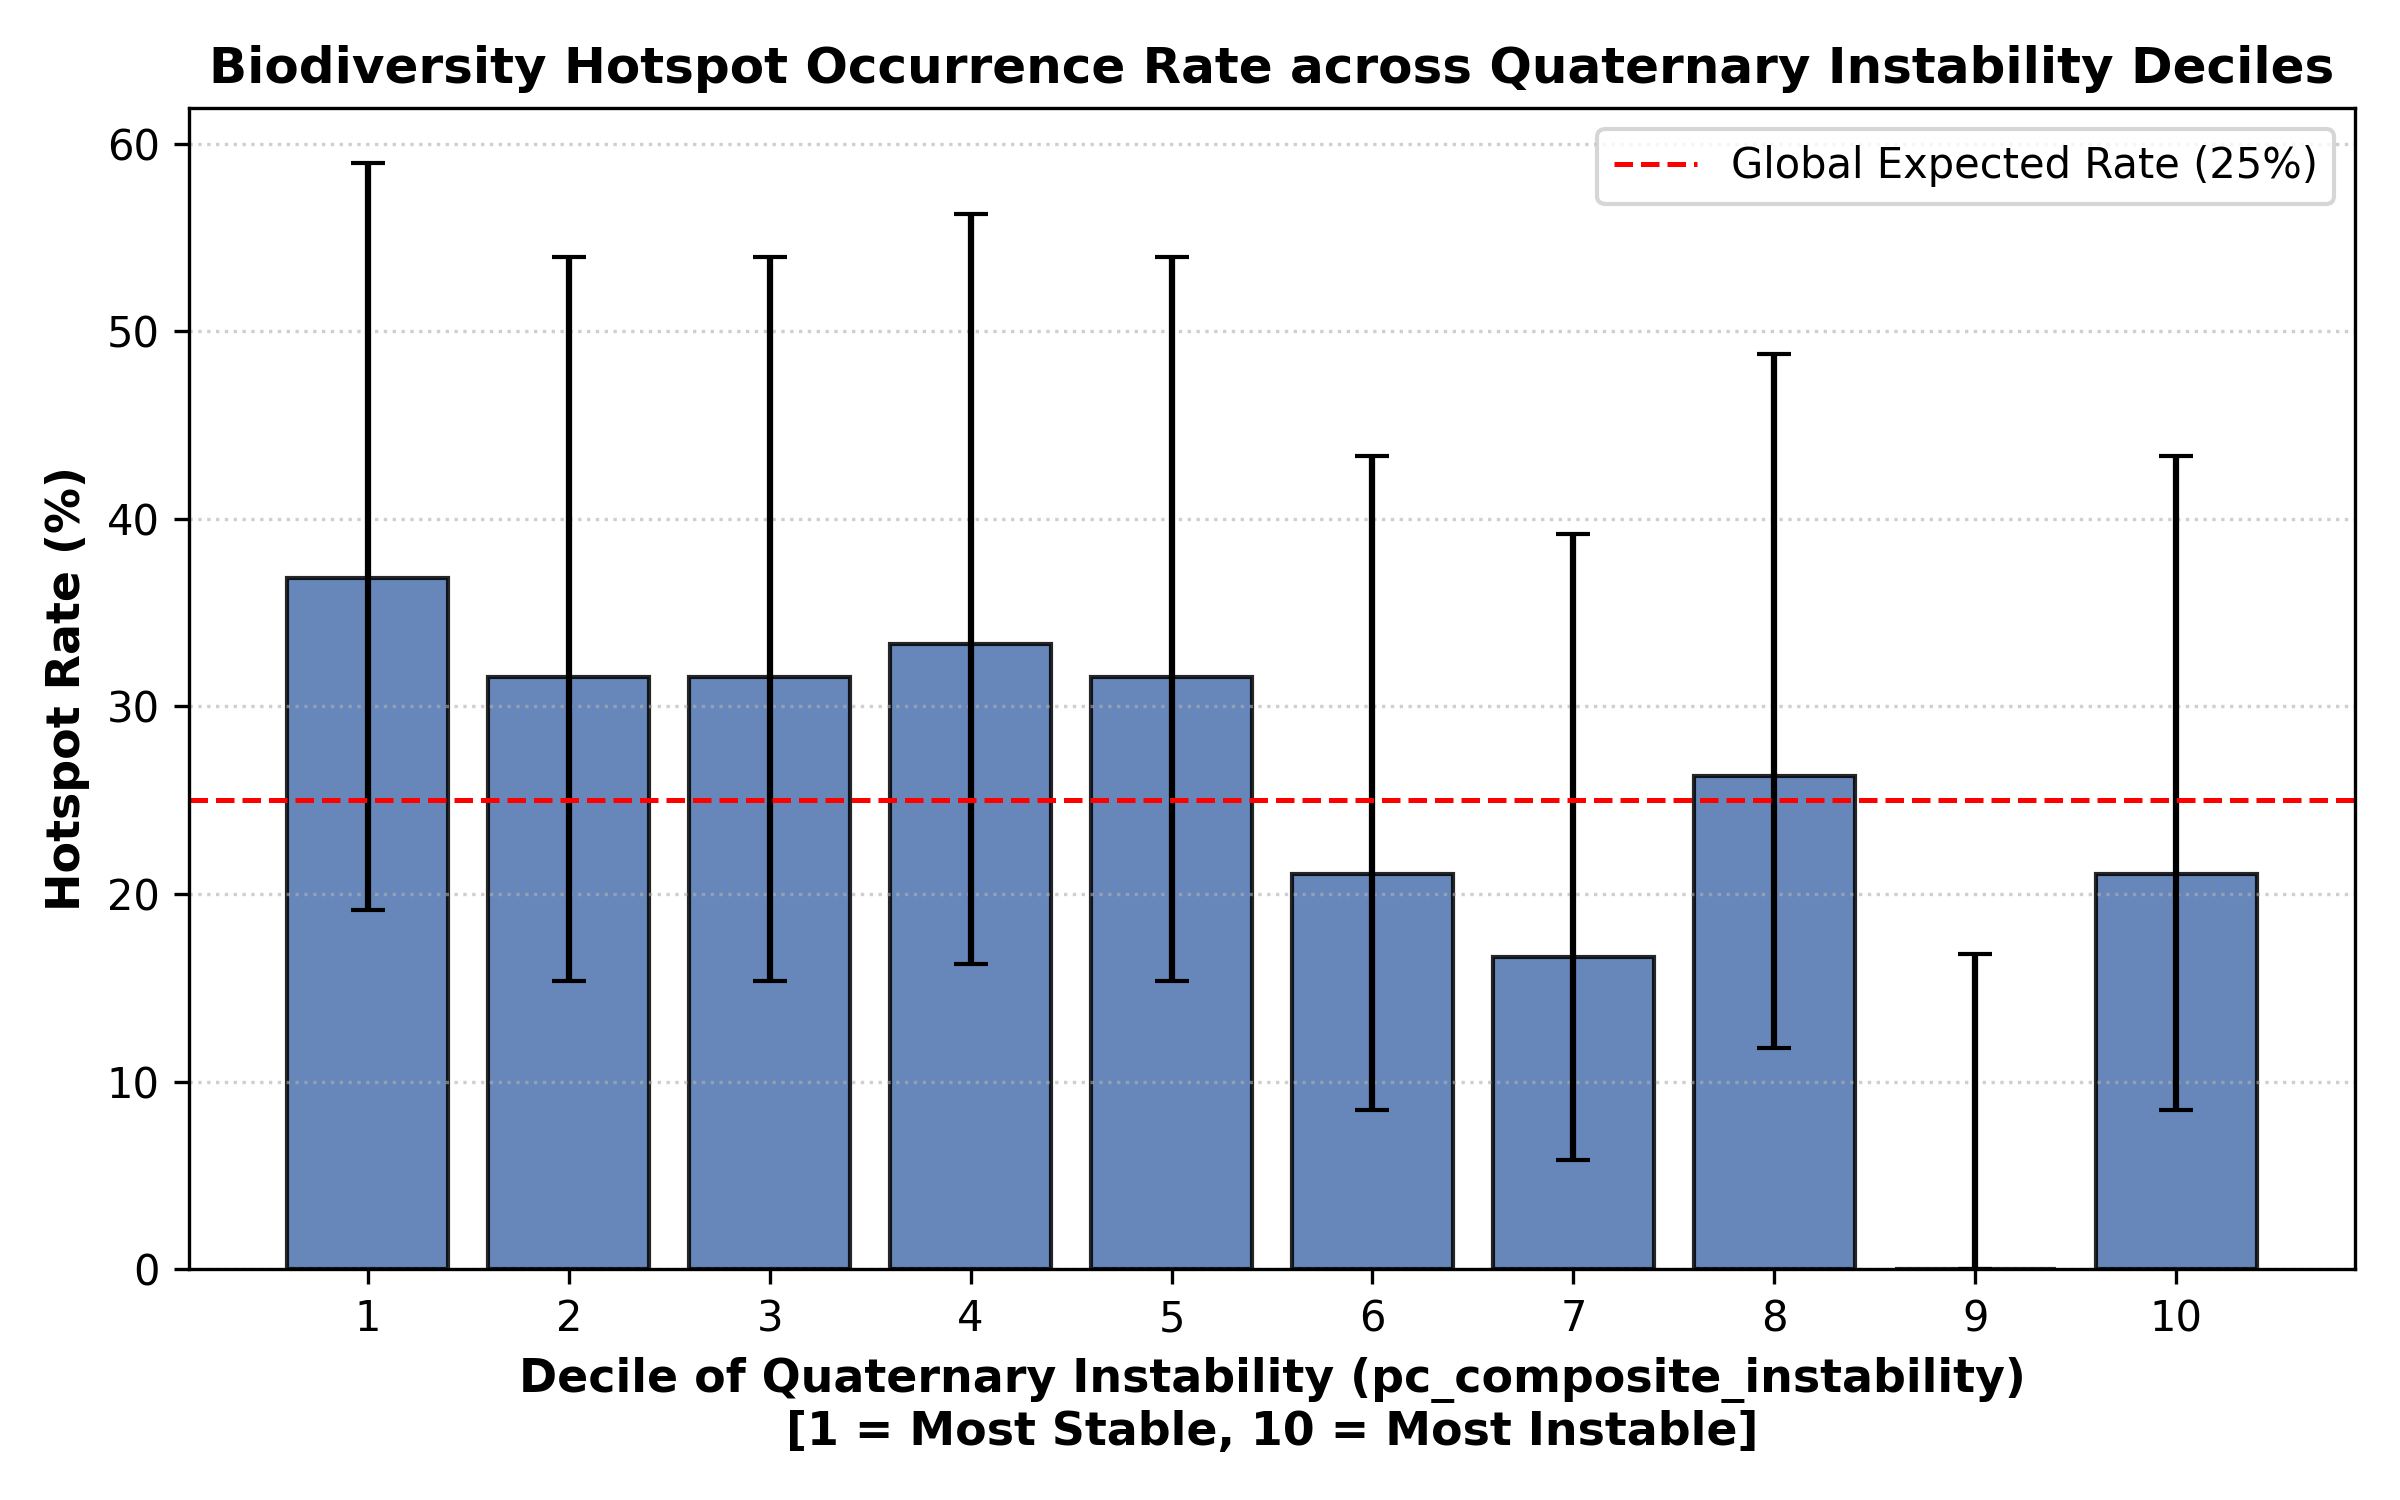 Biodiversity Hotspot Occurrence Rate across Quaternary Instability Deciles
Global Expected Rate (25%)
Hotspot Rate (%)
60
50
40
30
20
10
0
1 2 3 4 5 6 7 8 9 10
Decile of Quaternary Instability (pc_composite_instability)
[1 = Most Stable, 10 = Most Instable]